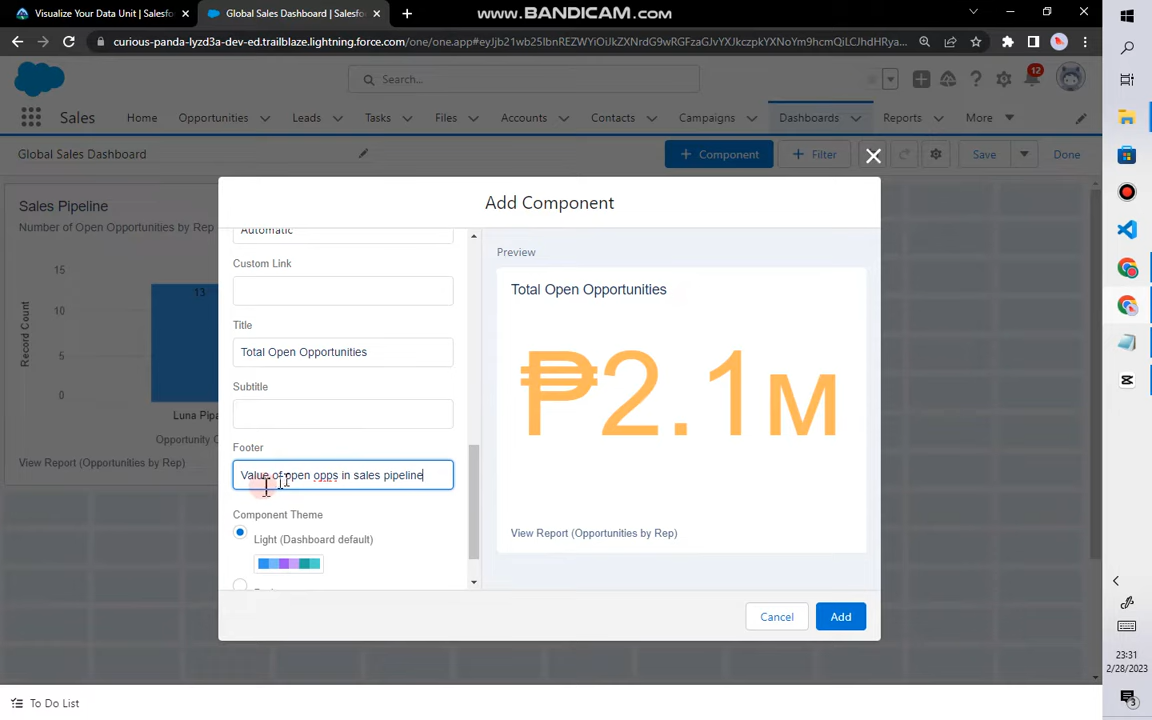 Visualize Your Data Unit | Salesfo
Global Sales Dashboard | Salesfo
www.BANDICAM.com
curious-panda-lyzd3a-dev-ed.trailblaze.lightning.force.com/one/one.app#eyJjb21wb25lbnREZWYiOiJkZXNrdG9wRGFzaGJvYXJkczpkYXNoYm9hcmQiLCJhdHRya...
Search...
12
Sales
Home
Opportunities
Leads
Tasks
Files
Accounts
Contacts
Campaigns
Dashboards
Reports
More
Global Sales Dashboard
+ Component
+ Filter
Save
Done
Sales Pipeline
Number of Open Opportunities by Rep
15
13
10
5
0
Record Count
Luna Pipa
Opportunity C
View Report (Opportunities by Rep)
Add Component
Automatic
Custom Link
Title
Total Open Opportunities
Subtitle
Footer
Value of open opps in sales pipeline
Component Theme
Light (Dashboard default)
Preview
Total Open Opportunities
₱2.1M
View Report (Opportunities by Rep)
Cancel
Add
To Do List
23:31
2/28/2023
3